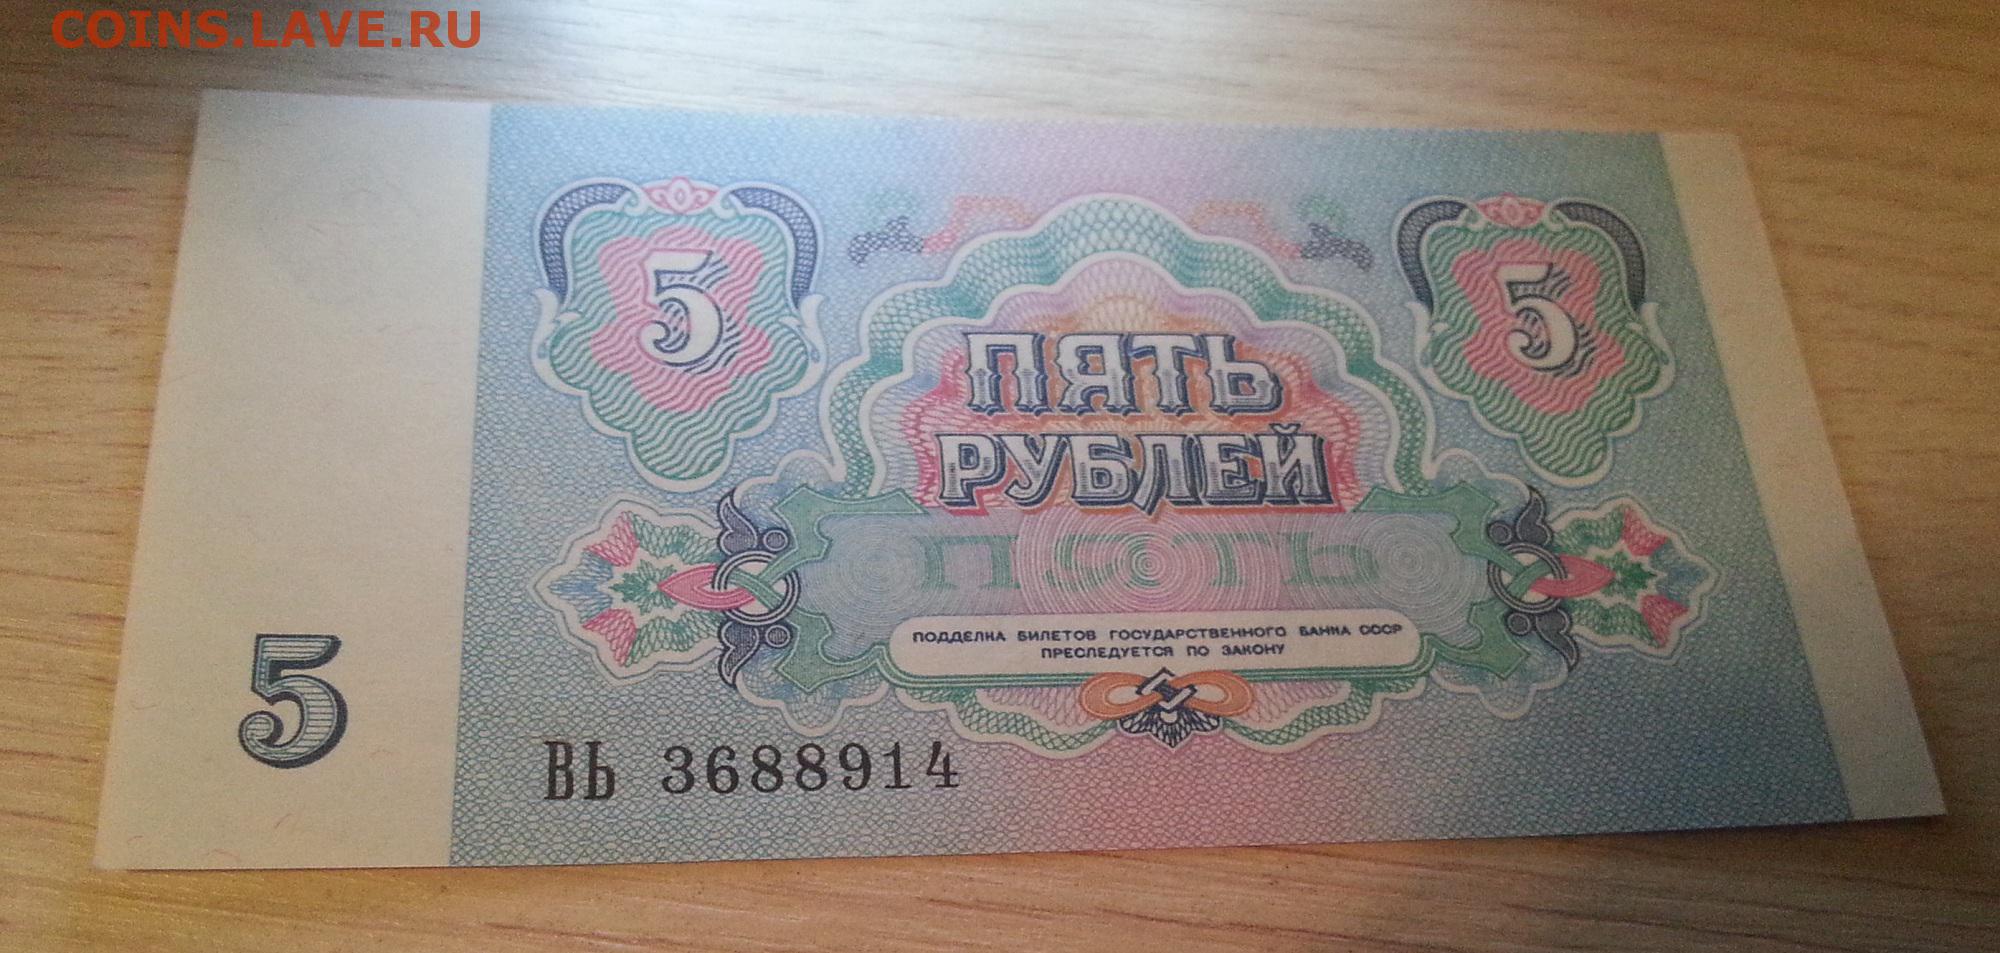 COINS.LAVE.RU
5
5
ПЯТЬ
РУБЛЕЙ
ПЯТЬ
ПОДДЕЛКА БИЛЕТОВ ГОСУДАРСТВЕННОГО БАНКА СССР
ПРЕСЛЕДУЕТСЯ ПО ЗАКОНУ
5
ВЬ 3688914